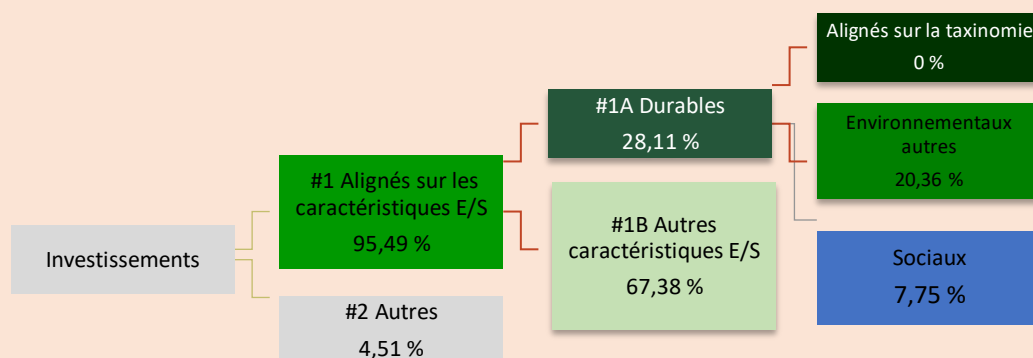 Investissements
#1 Alignés sur les
caractéristiques E/S
95,49 %
#2 Autres
4,51 %
#1A Durables
28,11 %
#1B Autres
caractéristiques E/S
67,38 %
Alignés sur la taxinomie
0 %
Environnementaux
autres
20,36 %
Sociaux
7,75 %